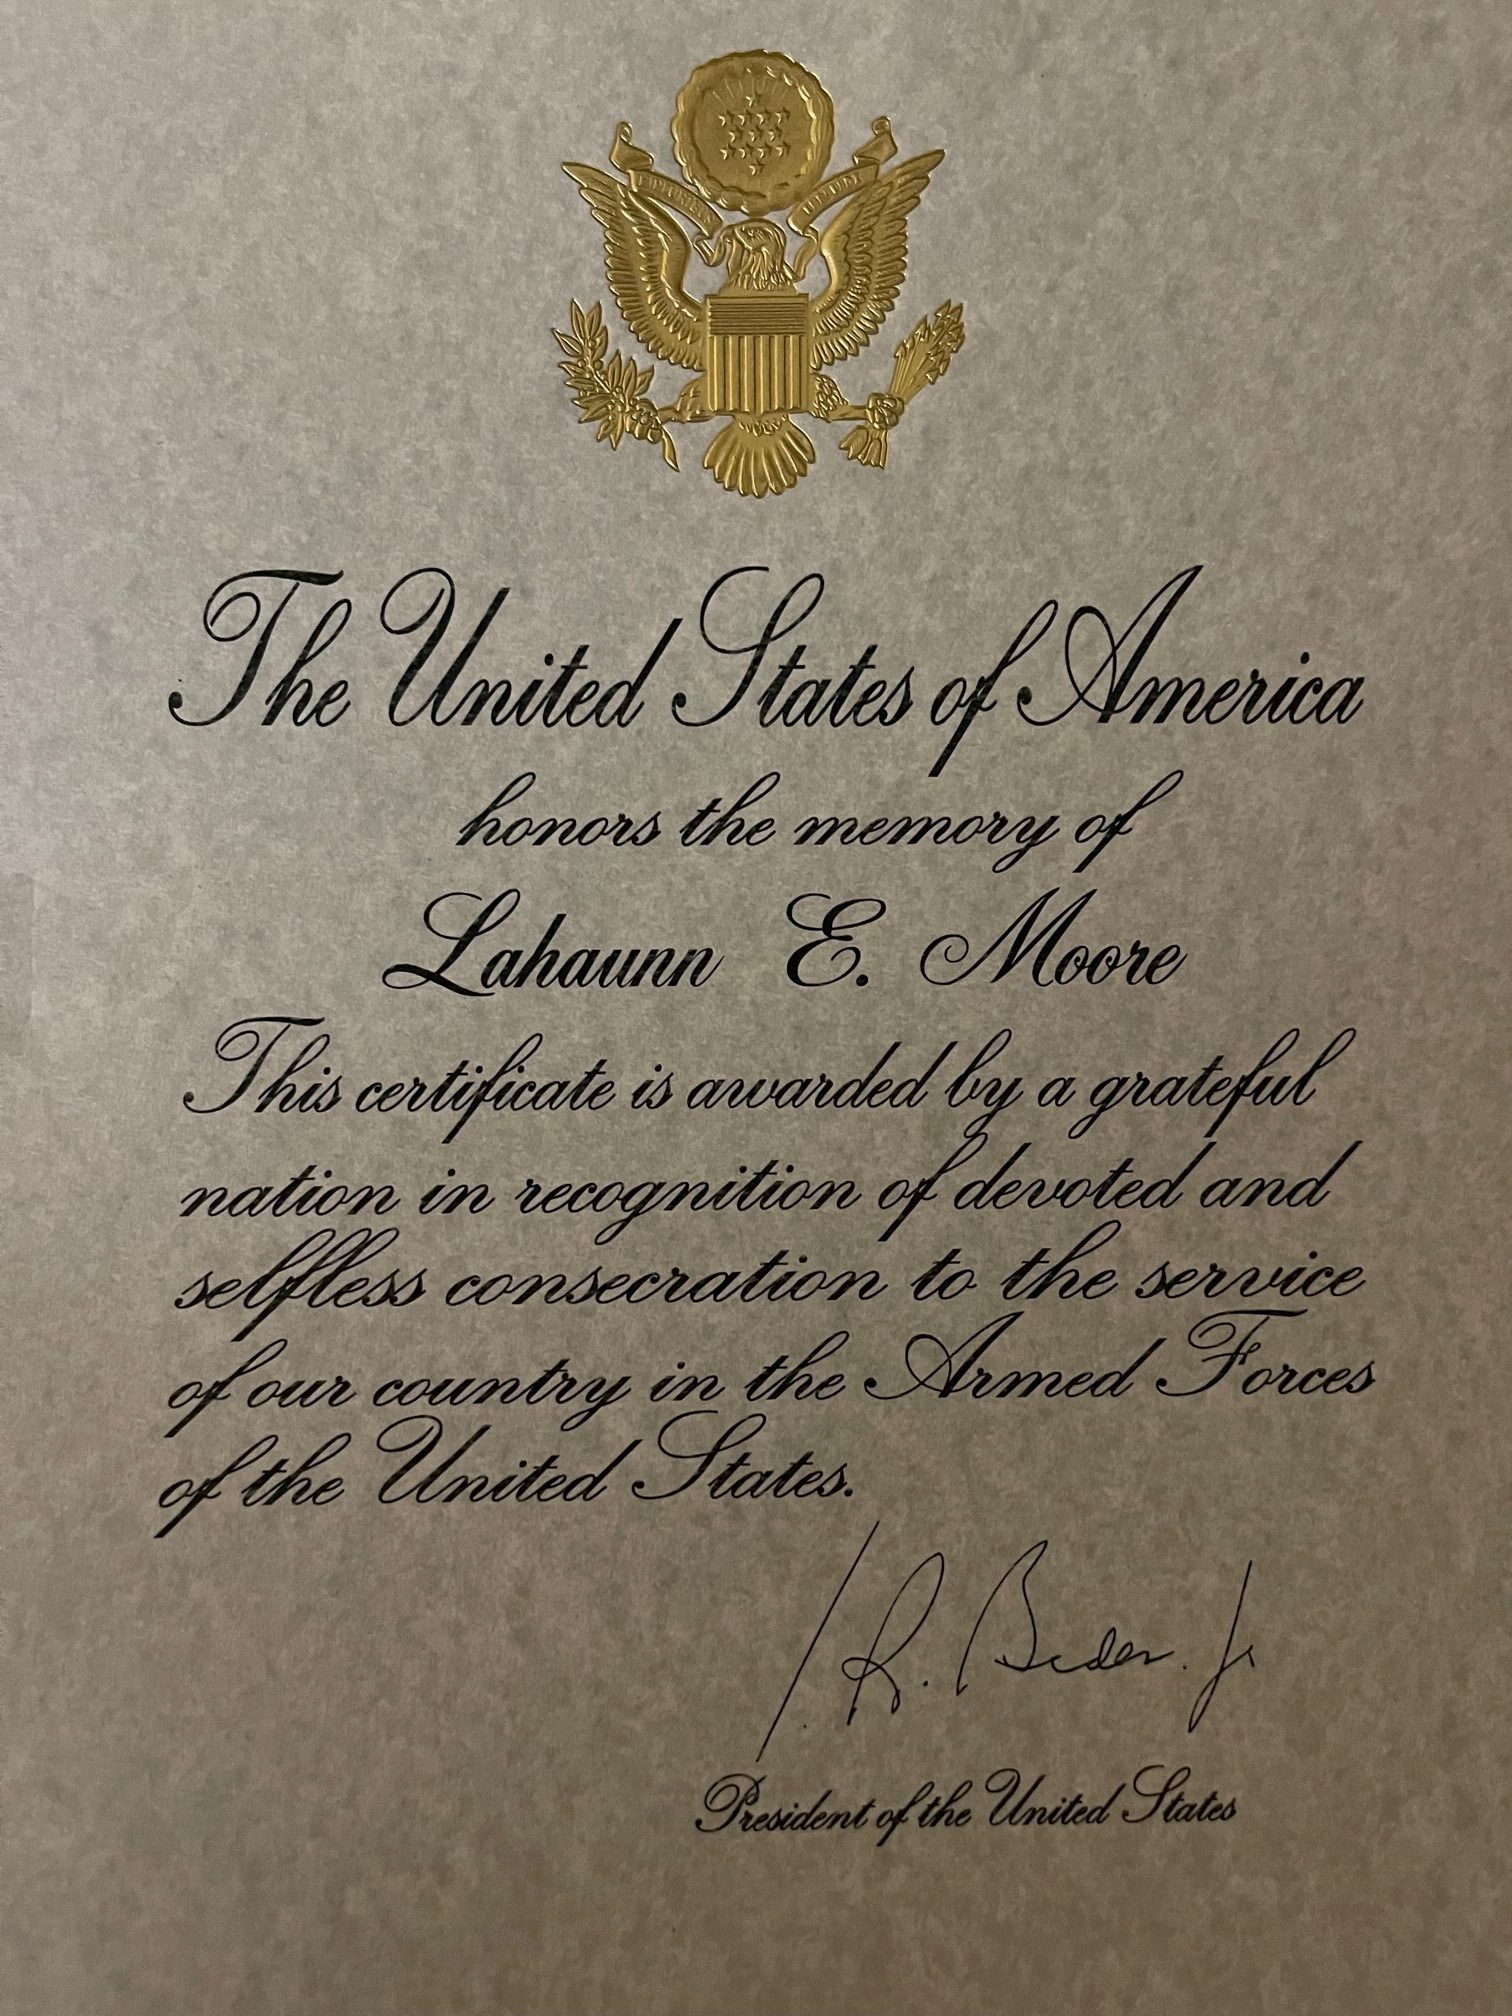 The United States of America
honors the memory of
Lahaunn E. Moore
This certificate is awarded by a grateful
nation in recognition of devoted and
selfless consecration to the service
of our country in the Armed Forces
of the United States.
R. Biden. Jr
President of the United States